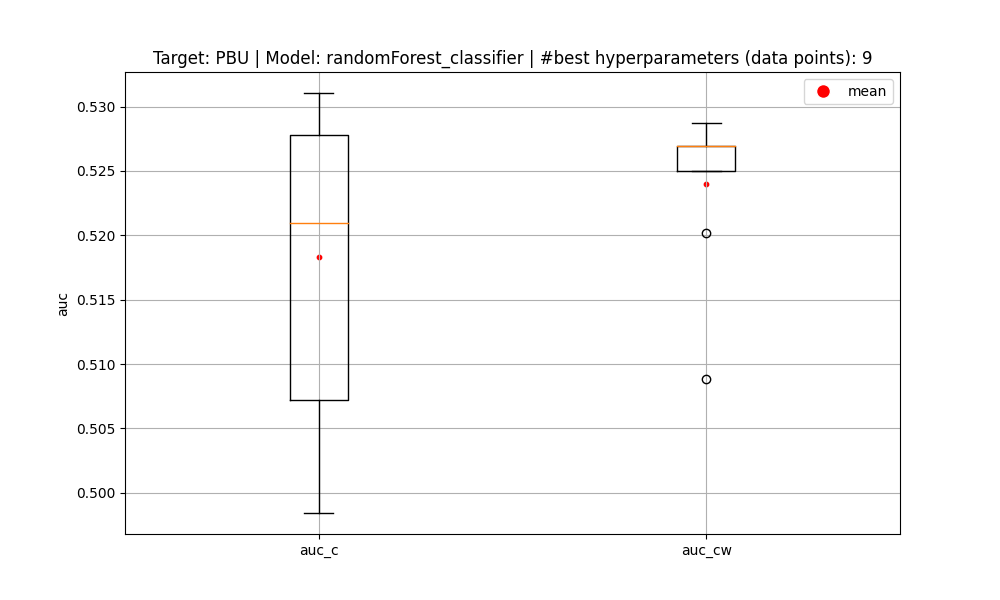 Target: PBU | Model: randomForest_classifier | #best hyperparameters (data points): 9
mean
0.530
0.525
0.520
0.515
0.510
0.505
0.500
auc
auc_c
auc_cw